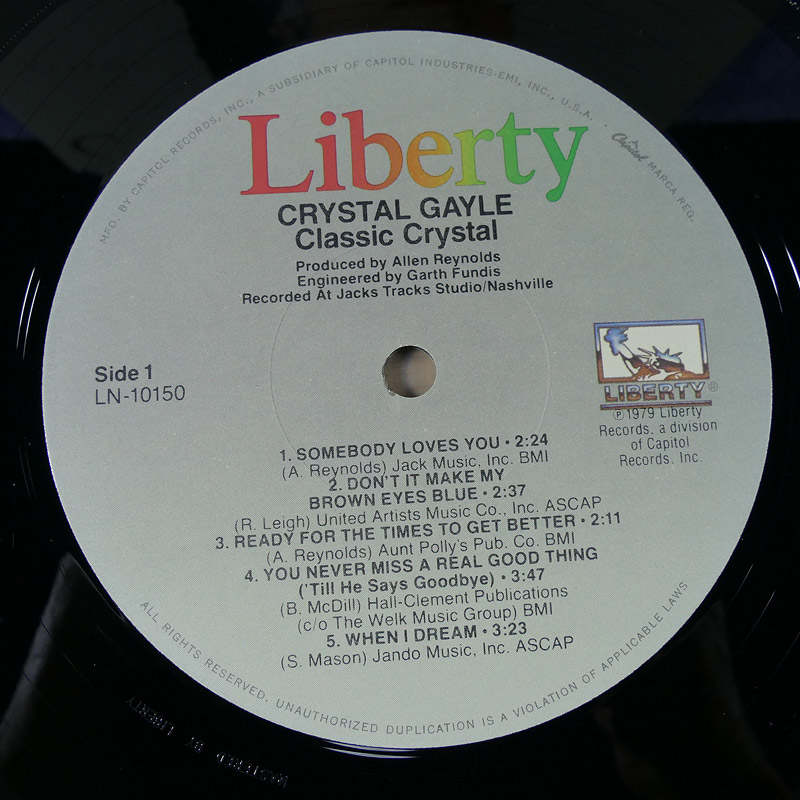 MFD. BY CAPITOL RECORDS, INC., A SUBSIDIARY OF CAPITOL INDUSTRIES-EMI, INC., U.S.A. · Capitol MARCA REG.
Liberty
CRYSTAL GAYLE
Classic Crystal
Produced by Allen Reynolds
Engineered by Garth Fundis
Recorded At Jacks Tracks Studio/Nashville
Side 1
LN-10150
LIBERTY®
℗1979 Liberty
Records, a division
of Capitol
Records, Inc.
1. SOMEBODY LOVES YOU • 2:24
(A. Reynolds) Jack Music, Inc. BMI
2. DON'T IT MAKE MY
BROWN EYES BLUE • 2:37
(R. Leigh) United Artists Music Co., Inc. ASCAP
3. READY FOR THE TIMES TO GET BETTER • 2:11
(A. Reynolds) Aunt Polly's Pub. Co. BMI
4. YOU NEVER MISS A REAL GOOD THING
('Till He Says Goodbye) • 3:47
(B. McDill) Hall-Clement Publications
(c/o The Welk Music Group) BMI
5. WHEN I DREAM • 3:23
(S. Mason) Jando Music, Inc. ASCAP
ALL RIGHTS RESERVED. UNAUTHORIZED DUPLICATION IS A VIOLATION OF APPLICABLE LAWS
MASTERED BY LIBERTY